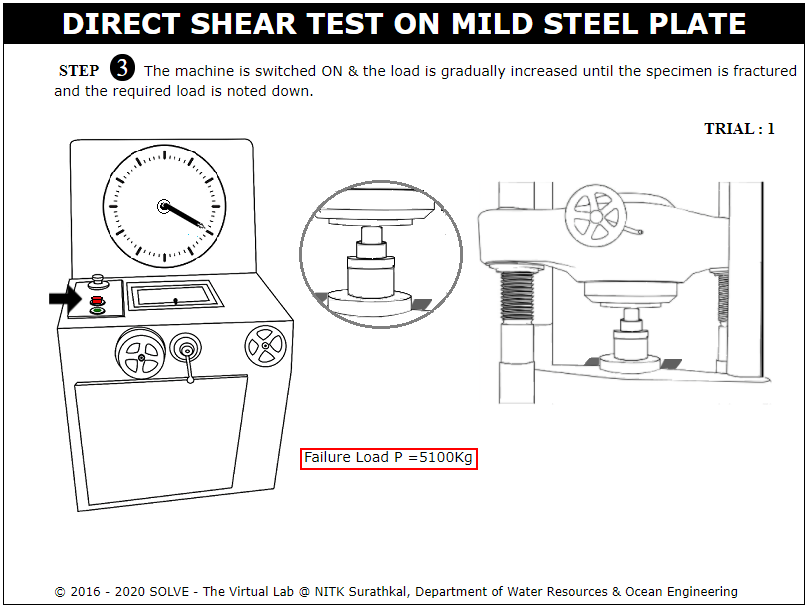 DIRECT SHEAR TEST ON MILD STEEL PLATE
STEP 3 The machine is switched ON & the load is gradually increased until the specimen is fractured
and the required load is noted down.
TRIAL : 1
Failure Load P =5100Kg
© 2016 - 2020 SOLVE - The Virtual Lab @ NITK Surathkal, Department of Water Resources & Ocean Engineering